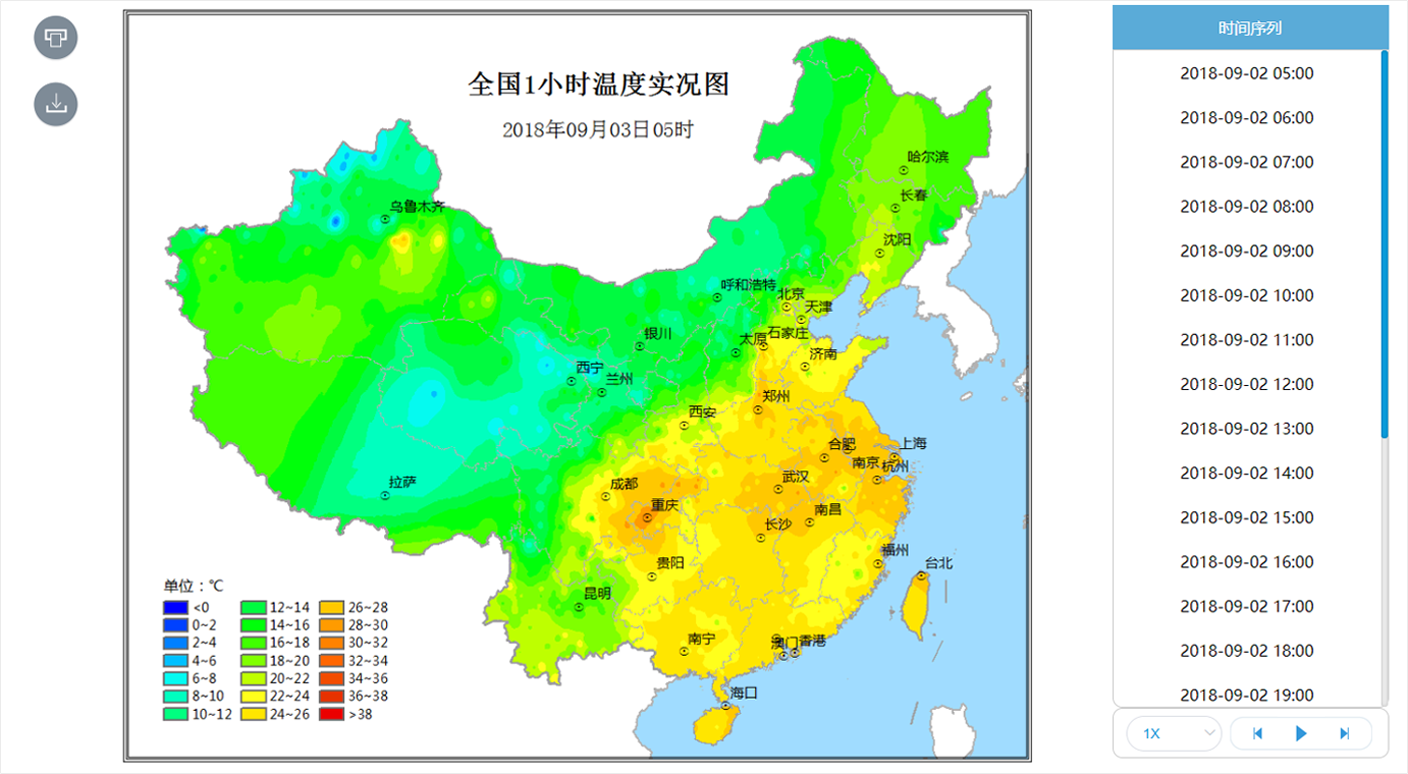 全国1小时温度实况图
2018年09月03日05时
哈尔滨
长春
沈阳
乌鲁木齐
呼和浩特
北京
天津
银川
太原
石家庄
济南
西宁
兰州
郑州
西安
合肥
上海
南京
杭州
拉萨
成都
武汉
重庆
南昌
长沙
福州
贵阳
台北
昆明
南宁
澳门
香港
海口
单位：℃
<0
0~2
2~4
4~6
6~8
8~10
10~12
12~14
14~16
16~18
18~20
20~22
22~24
24~26
26~28
28~30
30~32
32~34
34~36
36~38
>38
时间序列
2018-09-02 05:00
2018-09-02 06:00
2018-09-02 07:00
2018-09-02 08:00
2018-09-02 09:00
2018-09-02 10:00
2018-09-02 11:00
2018-09-02 12:00
2018-09-02 13:00
2018-09-02 14:00
2018-09-02 15:00
2018-09-02 16:00
2018-09-02 17:00
2018-09-02 18:00
2018-09-02 19:00
1X